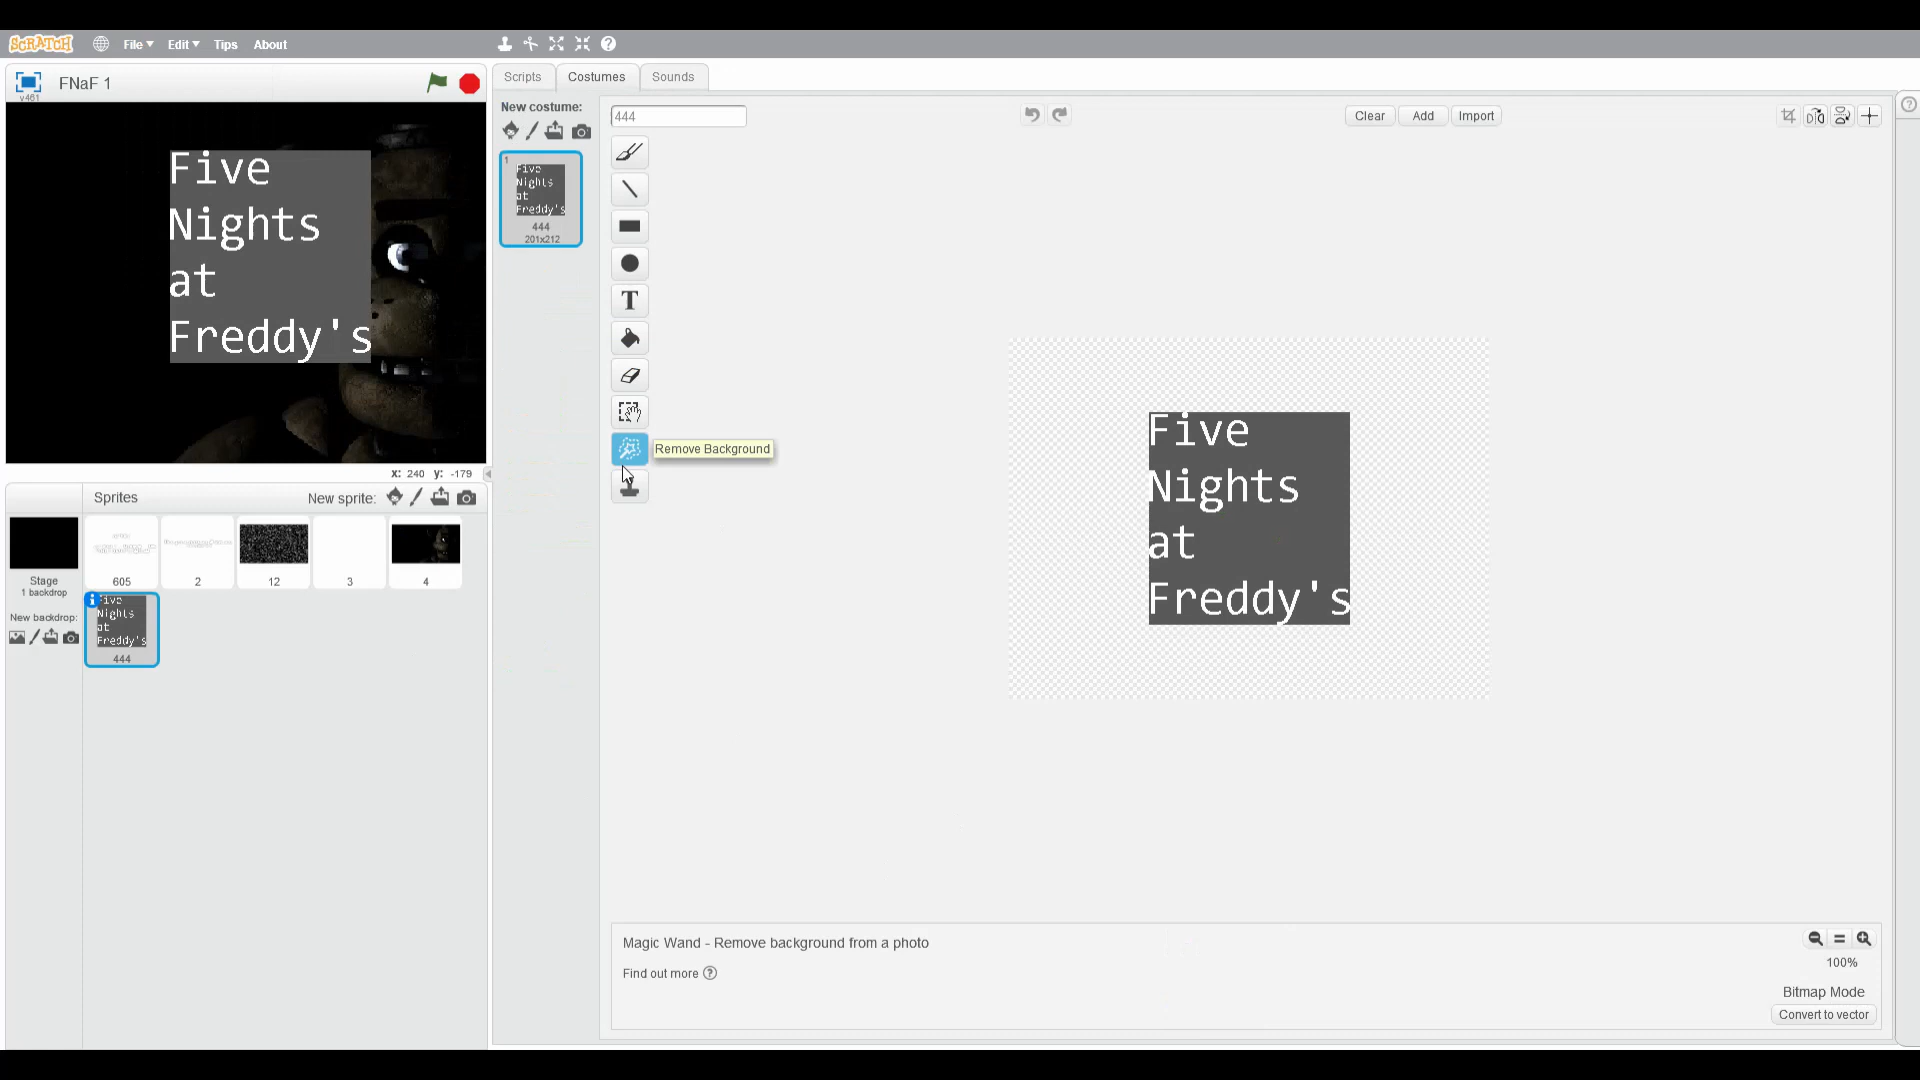 SCRATCH File Edit Tips About
v461 FNaF 1
Scripts Costumes Sounds
New costume:
444
Clear Add Import
Five
Nights
at
Freddy's
1
Five
Nights
at
Freddy's
444
201x212
Remove Background
Five
Nights
at
Freddy's
x: 240 y: -179
Sprites New sprite:
Stage
1 backdrop
New backdrop:
605 2 12 3 4
Five
Nights
at
Freddy's
444
Magic Wand - Remove background from a photo
Find out more
100%
Bitmap Mode
Convert to vector